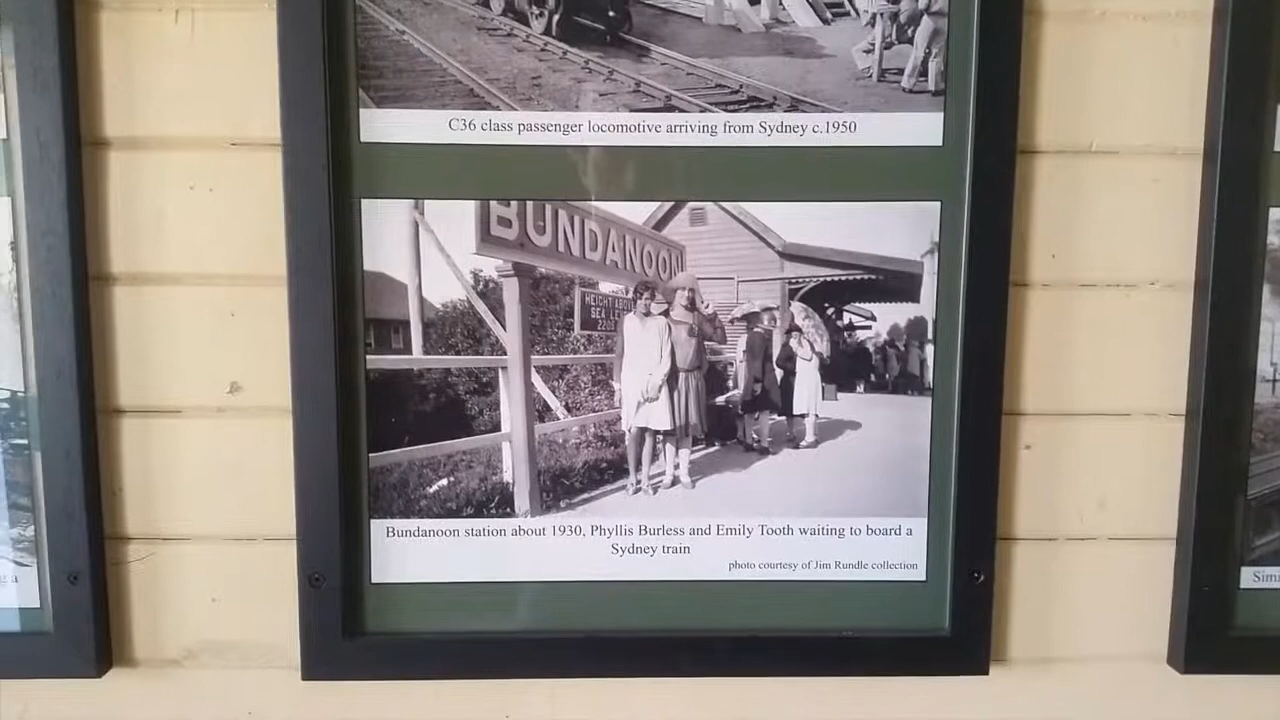 C36 class passenger locomotive arriving from Sydney c.1950
BUNDANOON
HEIGHT ABOVE
SEA
220
Bundanoon station about 1930, Phyllis Burless and Emily Tooth waiting to board a
Sydney train
photo courtesy of Jim Rundle collection